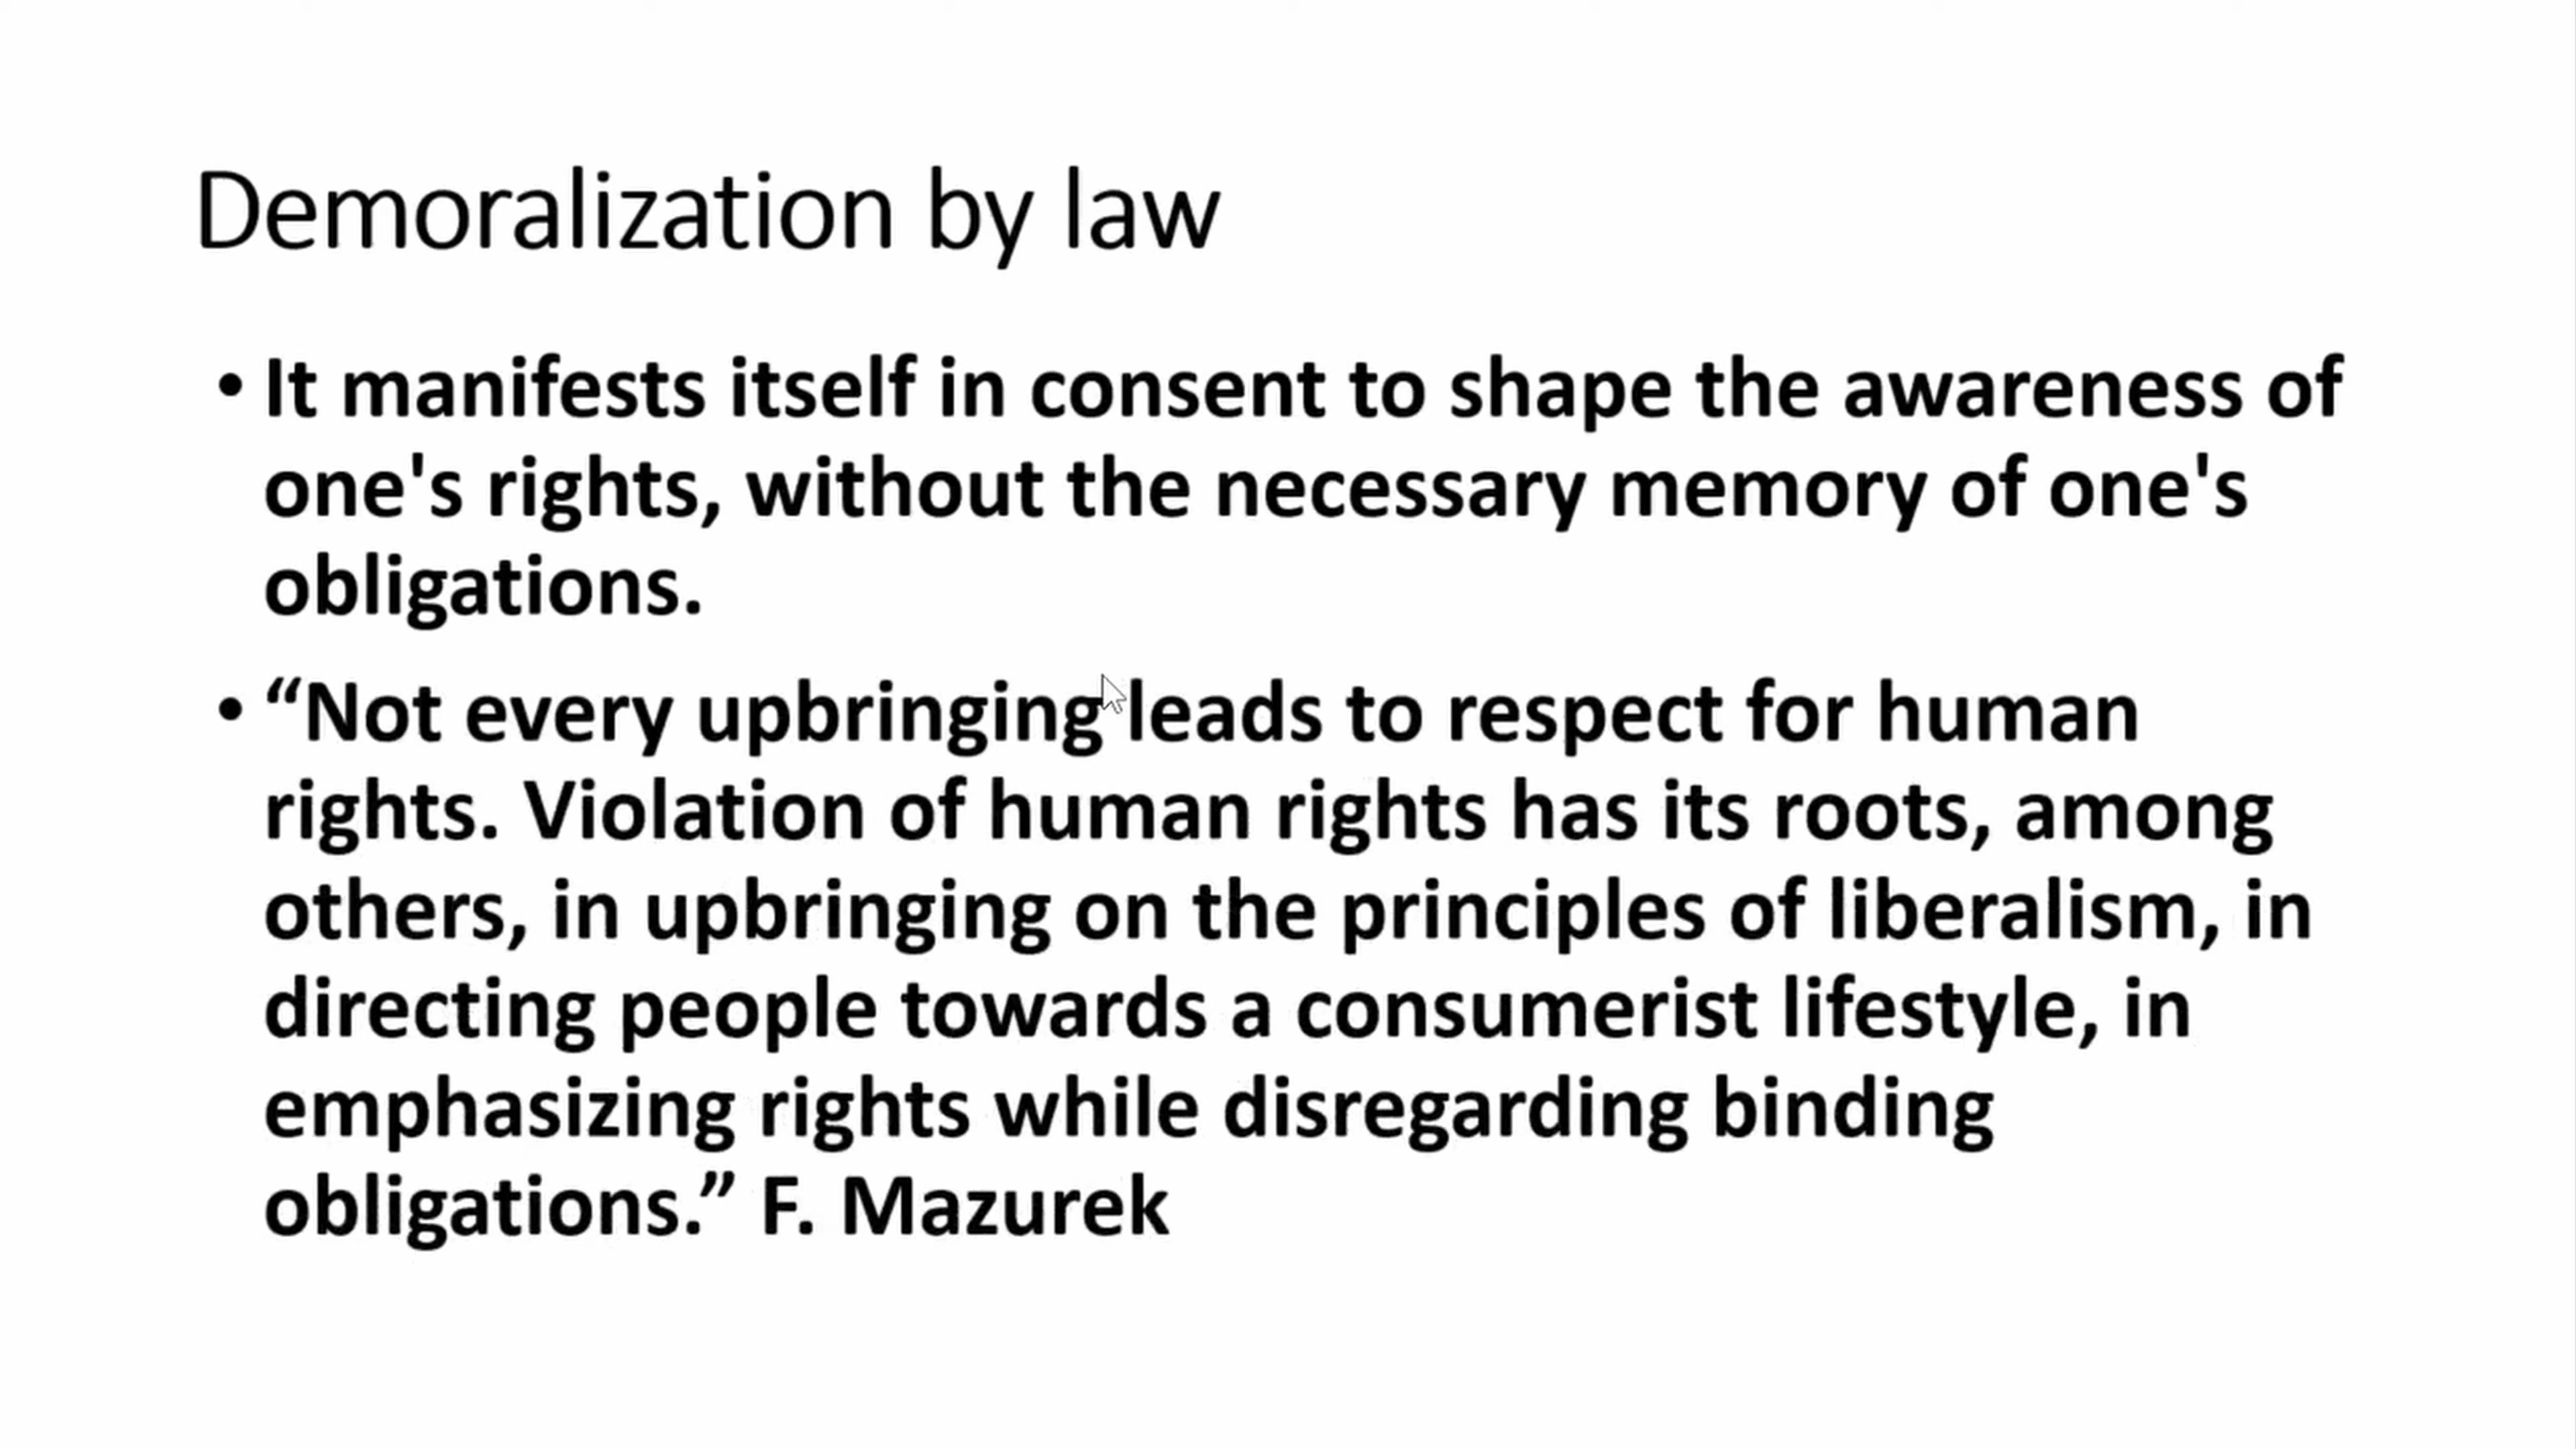 Demoralization by law
• It manifests itself in consent to shape the awareness of
one's rights, without the necessary memory of one's
obligations.
• “Not every upbringing leads to respect for human
rights. Violation of human rights has its roots, among
others, in upbringing on the principles of liberalism, in
directing people towards a consumerist lifestyle, in
emphasizing rights while disregarding binding
obligations.” F. Mazurek